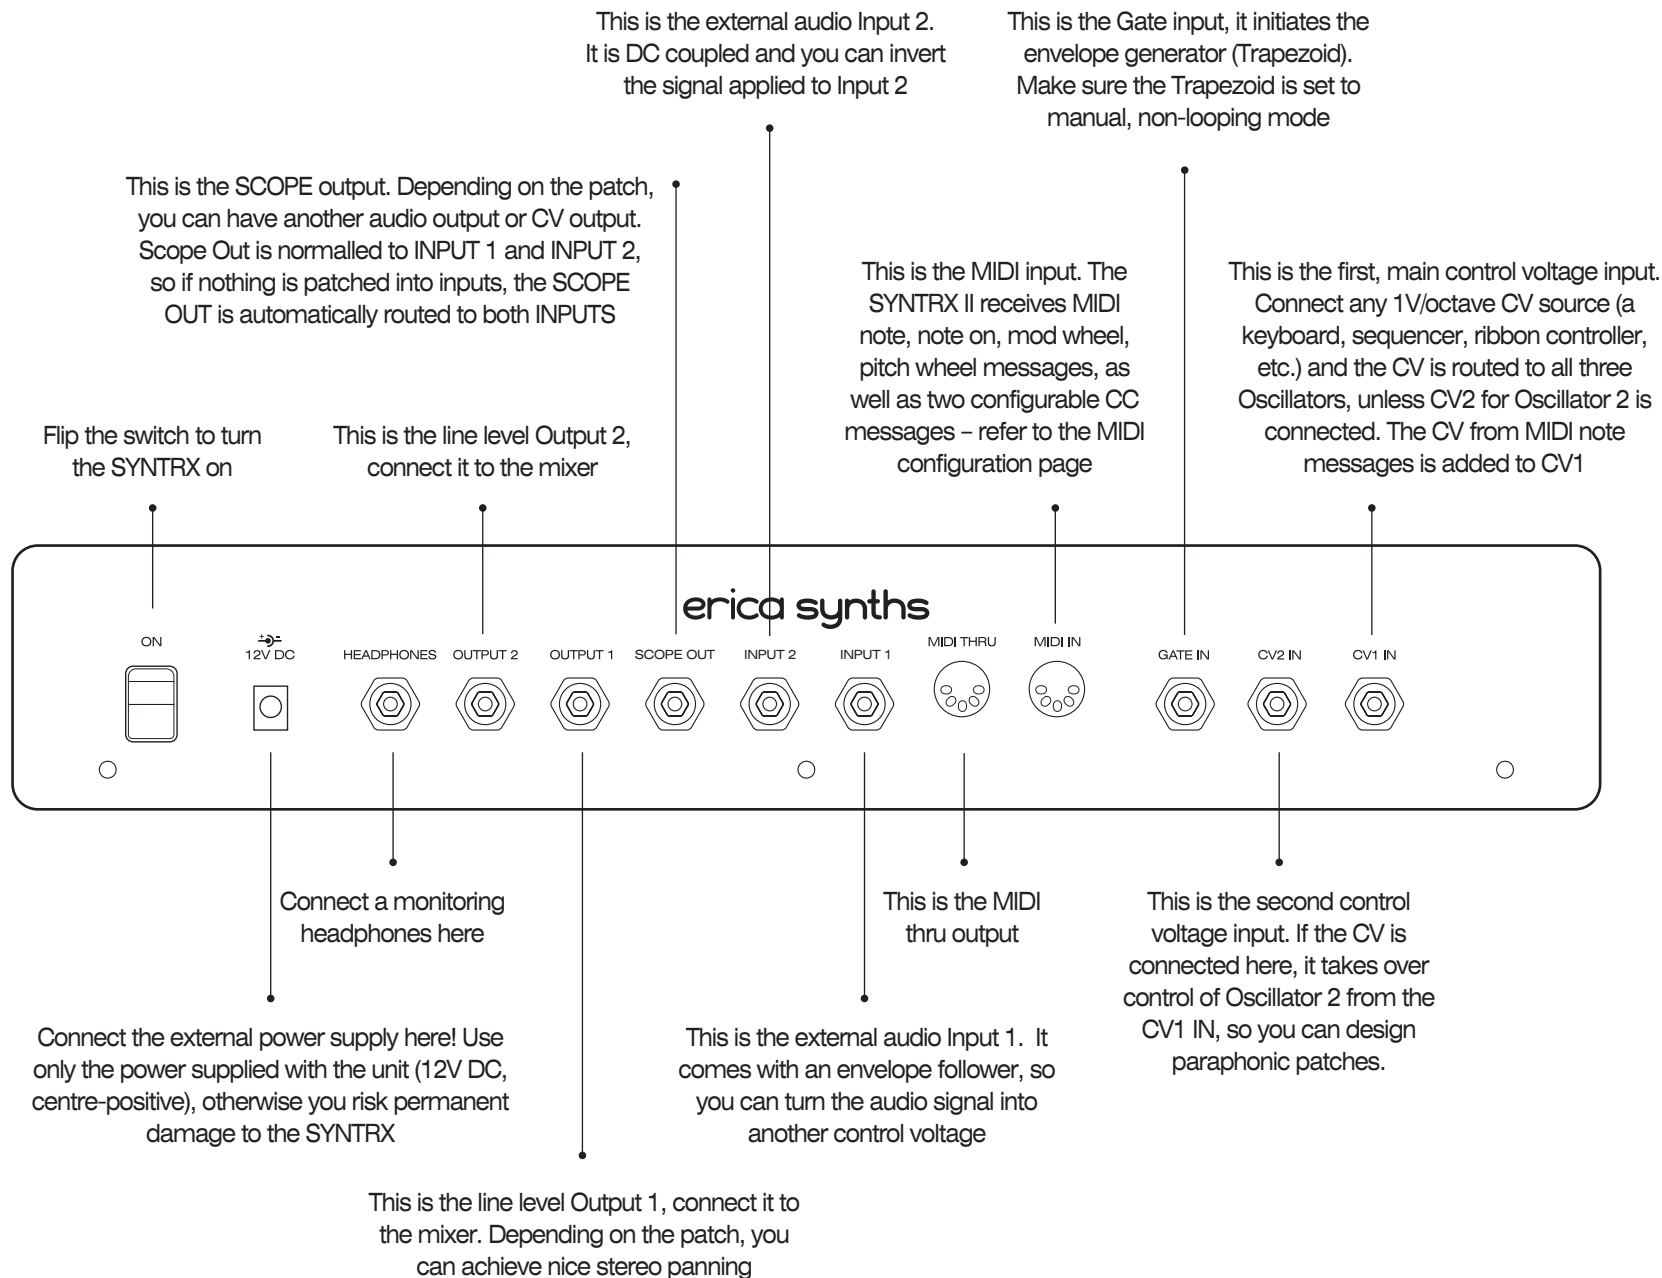 This is the external audio Input 2.
It is DC coupled and you can invert
the signal applied to Input 2
This is the Gate input, it initiates the
envelope generator (Trapezoid).
Make sure the Trapezoid is set to
manual, non-looping mode
This is the SCOPE output. Depending on the patch,
you can have another audio output or CV output.
Scope Out is normalled to INPUT 1 and INPUT 2,
so if nothing is patched into inputs, the SCOPE
OUT is automatically routed to both INPUTS
This is the MIDI input. The
SYNTRX II receives MIDI
note, note on, mod wheel,
pitch wheel messages, as
well as two configurable CC
messages – refer to the MIDI
configuration page
This is the first, main control voltage input.
Connect any 1V/octave CV source (a
keyboard, sequencer, ribbon controller,
etc.) and the CV is routed to all three
Oscillators, unless CV2 for Oscillator 2 is
connected. The CV from MIDI note
messages is added to CV1
Flip the switch to turn
the SYNTRX on
This is the line level Output 2,
connect it to the mixer
erica synths
ON
12V DC
HEADPHONES
OUTPUT 2
OUTPUT 1
SCOPE OUT
INPUT 2
INPUT 1
MIDI THRU
MIDI IN
GATE IN
CV2 IN
CV1 IN
Connect a monitoring
headphones here
This is the MIDI
thru output
This is the second control
voltage input. If the CV is
connected here, it takes over
control of Oscillator 2 from the
CV1 IN, so you can design
paraphonic patches.
Connect the external power supply here! Use
only the power supplied with the unit (12V DC,
centre-positive), otherwise you risk permanent
damage to the SYNTRX
This is the external audio Input 1. It
comes with an envelope follower, so
you can turn the audio signal into
another control voltage
This is the line level Output 1, connect it to
the mixer. Depending on the patch, you
can achieve nice stereo panning